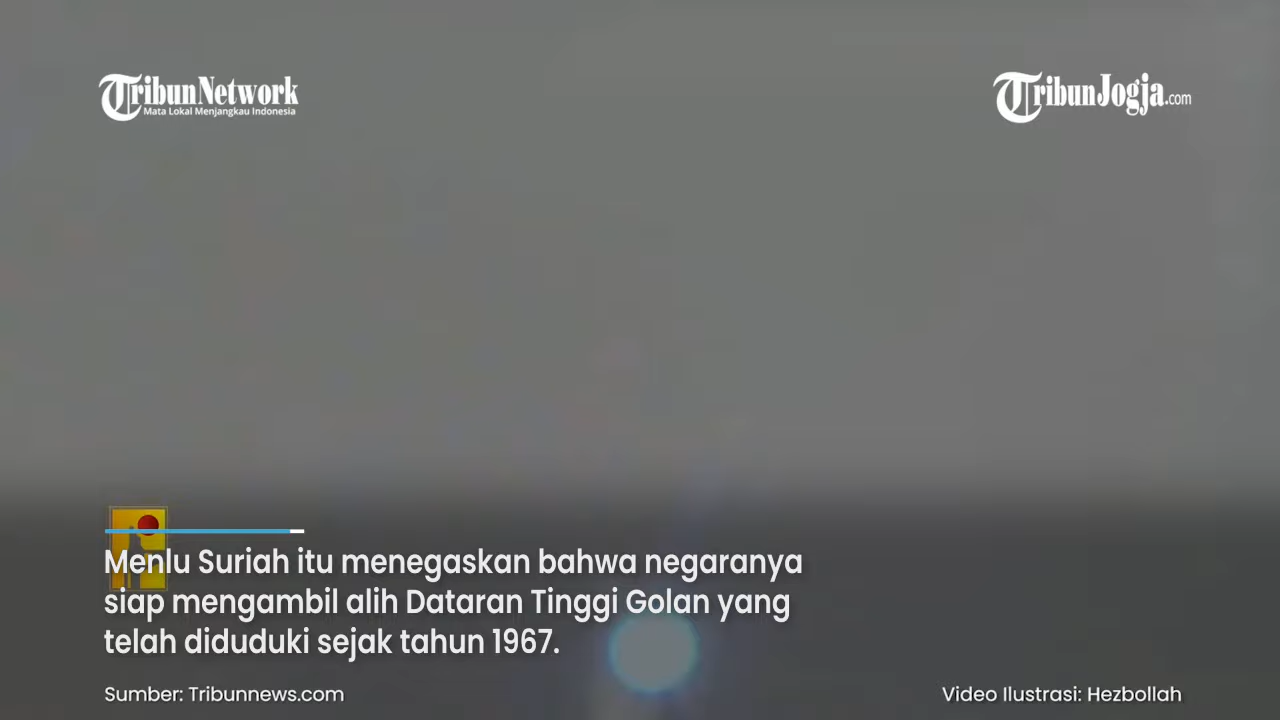 TribunNetwork
Mata Lokal Menjangkau Indonesia
TribunJogja.com
Menlu Suriah itu menegaskan bahwa negaranya
siap mengambil alih Dataran Tinggi Golan yang
telah diduduki sejak tahun 1967.
Sumber: Tribunnews.com
Video Ilustrasi: Hezbollah